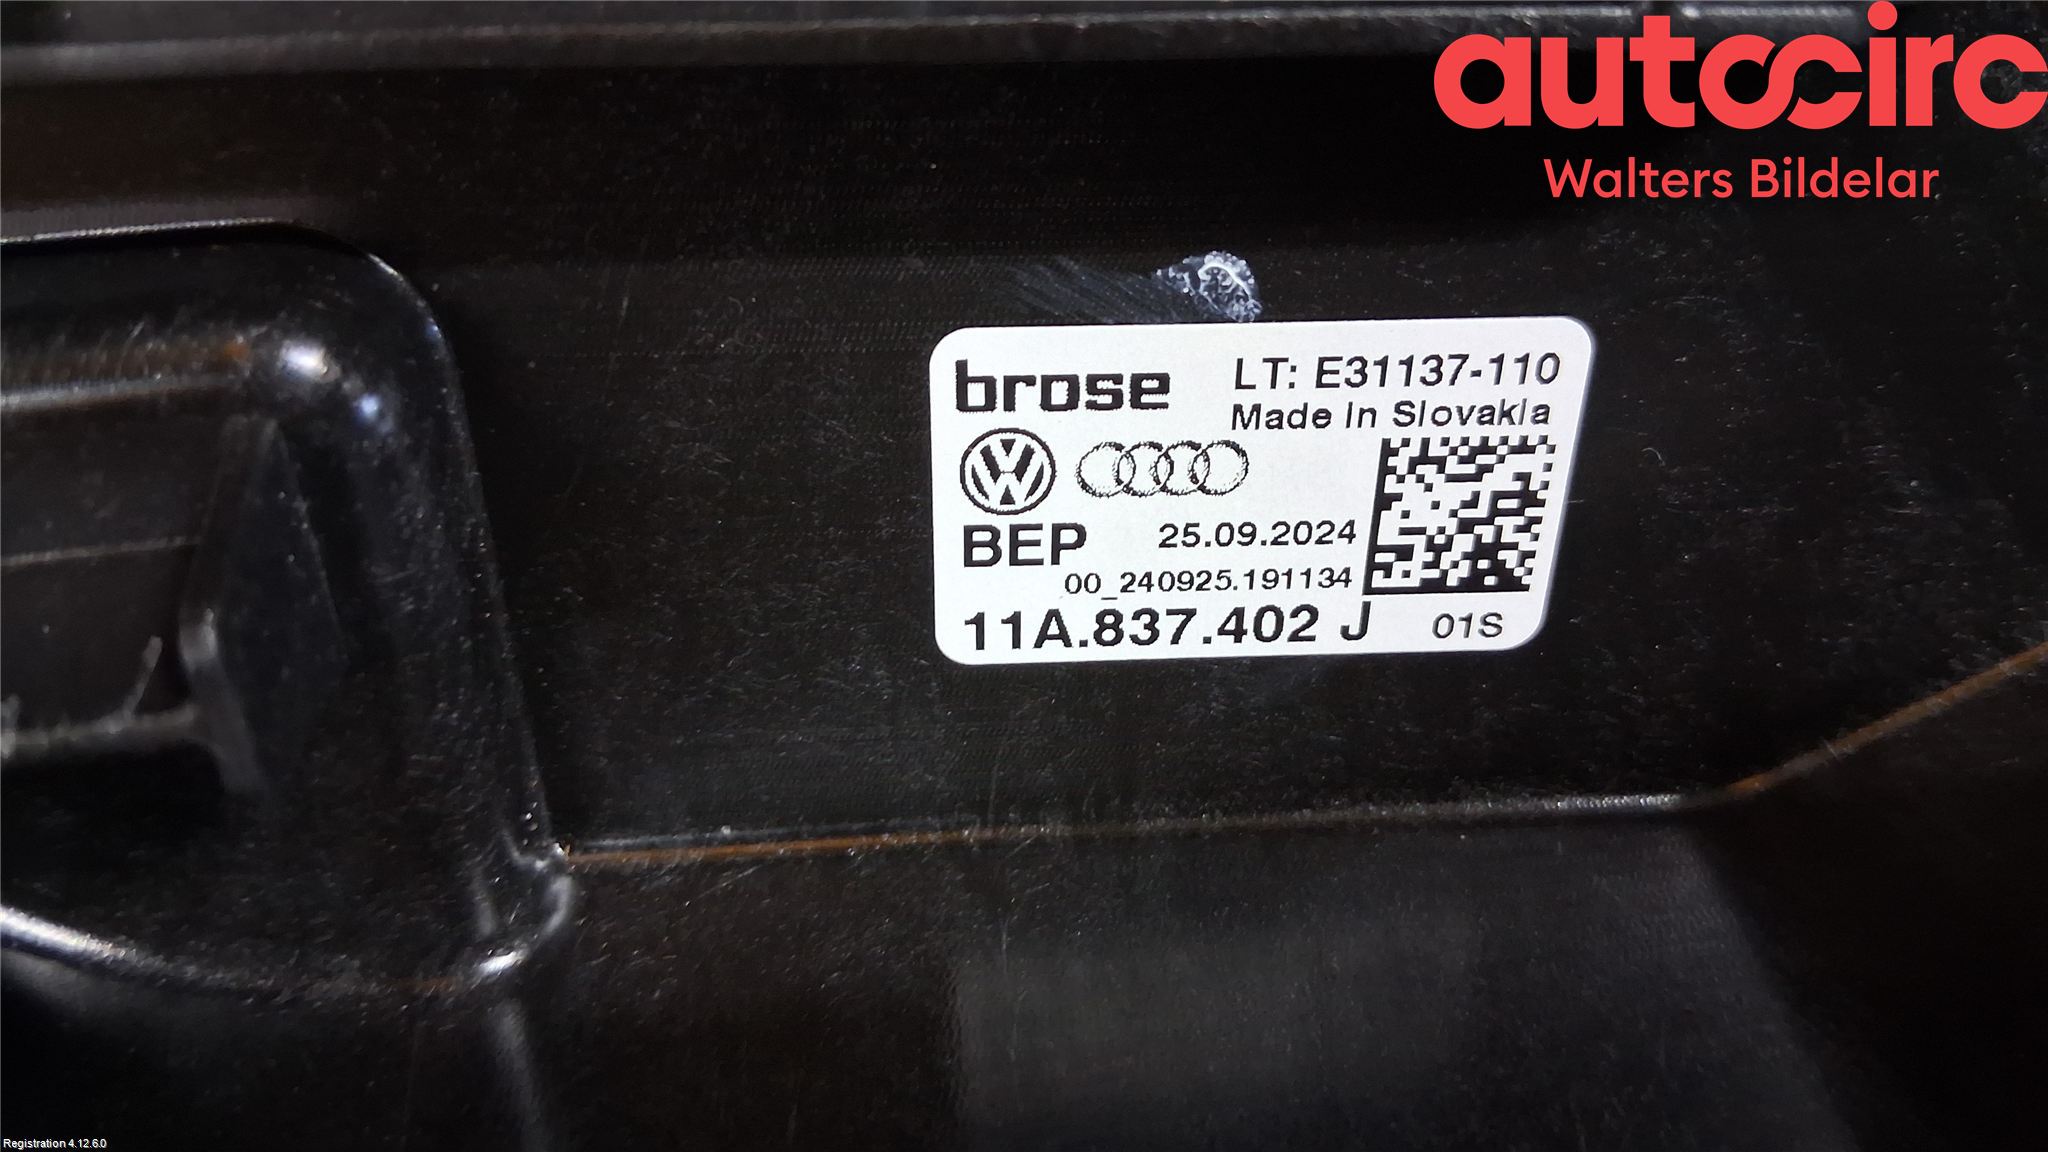 autocirc
Walters Bildelar
brose
LT: E31137-110
Made in Slovakia
BEP
25.09.2024
00_240925.191134
11A.837.402 J
01S
Registration 4.12.6.0